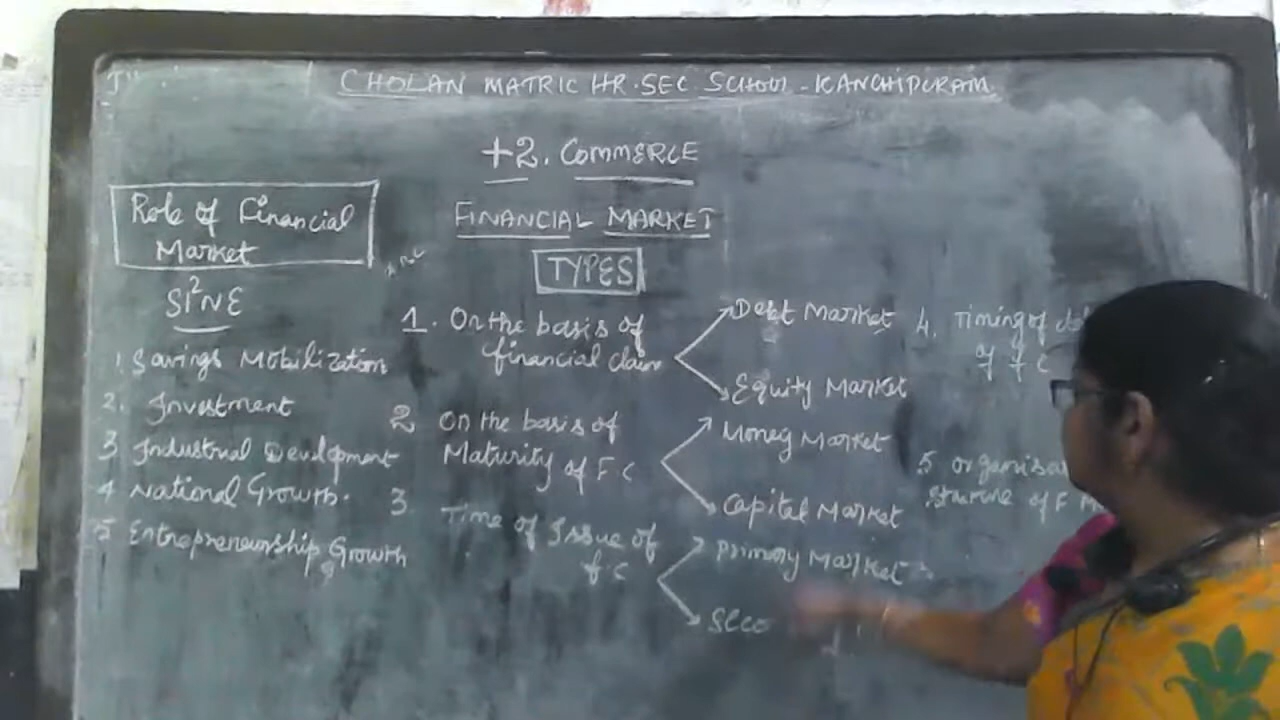 CHOLAN MATRIC HR.SEC. SCHOOL - KANCHIPURAM.
+2. COMMERCE
FINANCIAL MARKET
TYPES
Role of Financial
Market
SI²NE
1. Savings Mobilization
2. Investment
3 Industrial Development
4 National Growth.
5 Entrepreneurship Growth
1. On the basis of
financial claim
Debt Market
Equity Market
2 On the basis of
Maturity of F C
Money Market
Capital Market
3. Time of Issue of
f c
Primary Market
Seco
4. Timing of
of f C
5 organisa
of F